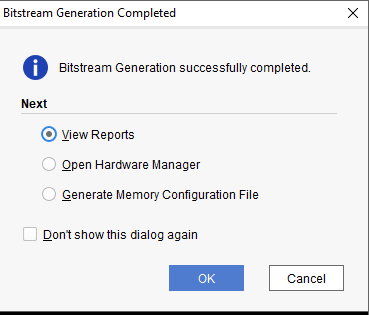 Bitstream Generation Completed
Bitstream Generation successfully completed.
Next
View Reports
Open Hardware Manager
Generate Memory Configuration File
Don't show this dialog again
OK
Cancel